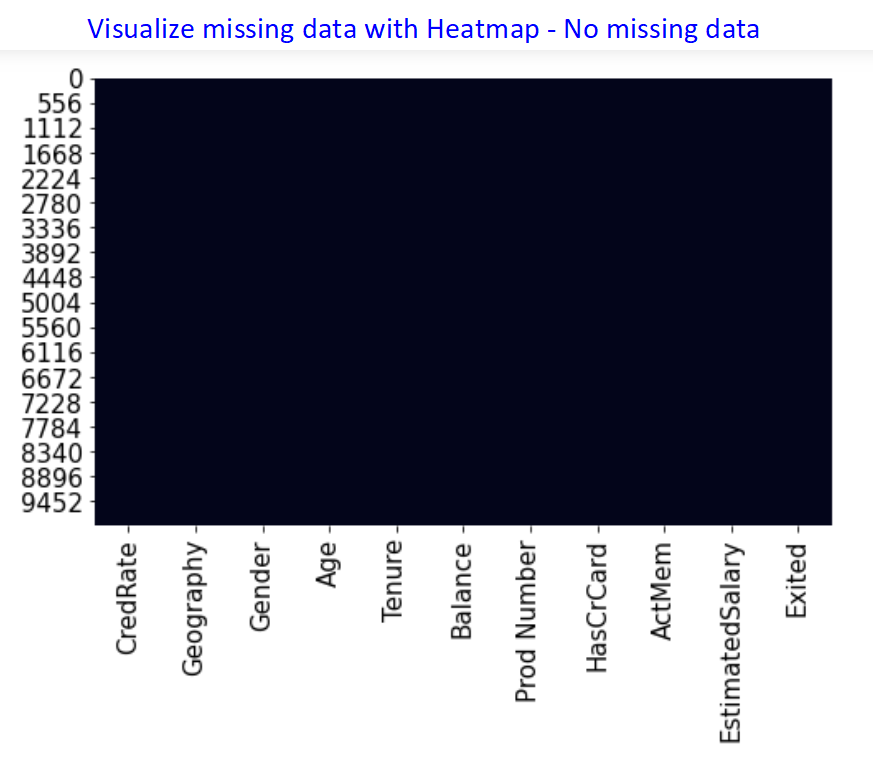 Visualize missing data with Heatmap - No missing data
0
556
1112
1668
2224
2780
3336
3892
4448
5004
5560
6116
6672
7228
7784
8340
8896
9452
CredRate
Geography
Gender
Age
Tenure
Balance
Prod Number
HasCrCard
ActMem
EstimatedSalary
Exited